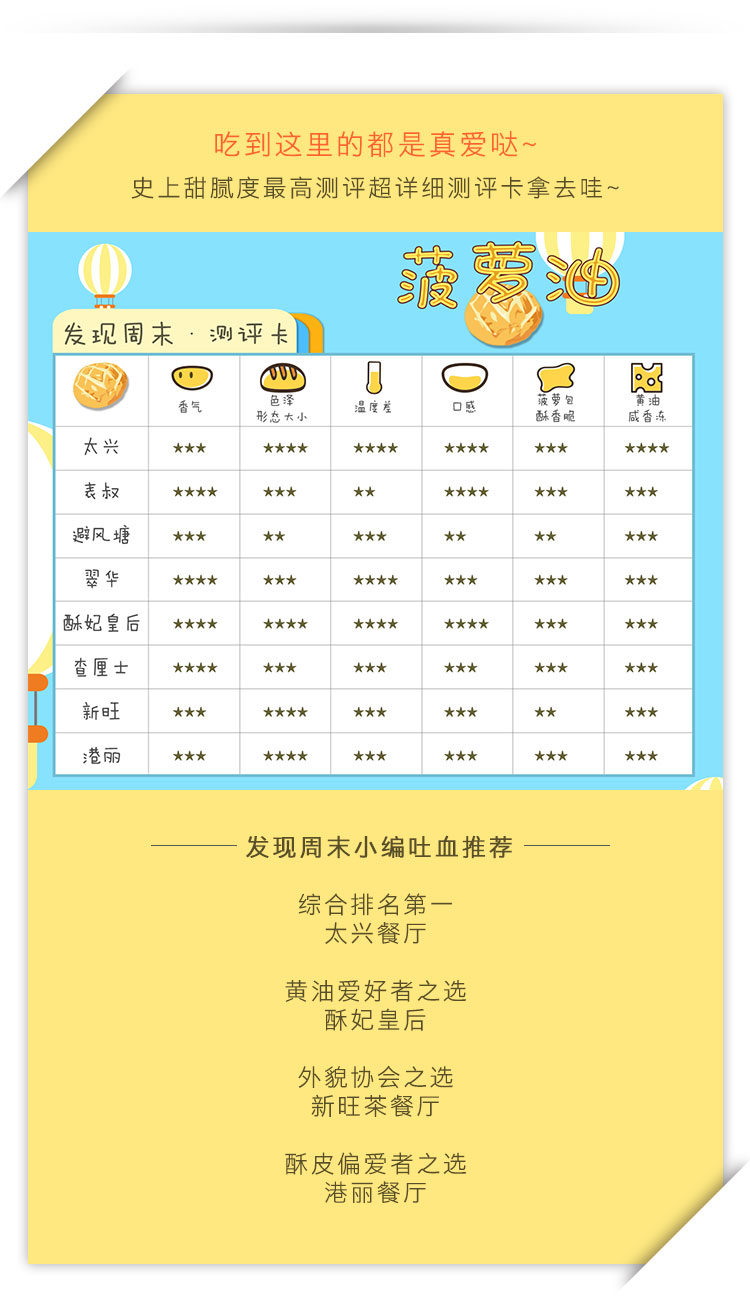 吃到这里的都是真爱哒~
史上甜腻度最高测评超详细测评卡拿去哇~
菠萝油
发现周末 · 测评卡
香气 色泽 形态大小 温度差 口感 菠萝包 酥香脆 黄油 咸香冻
太兴 ★★★ ★★★★ ★★★★ ★★★★ ★★★ ★★★★
表叔 ★★★★ ★★★ ★★ ★★★★ ★★★ ★★★
避风塘 ★★★ ★★ ★★★ ★★ ★★ ★★★
翠华 ★★★★ ★★★ ★★★★ ★★★ ★★★ ★★★
酥妃皇后 ★★★★ ★★★★ ★★★★ ★★★★ ★★★ ★★★
查厘士 ★★★★ ★★★ ★★★ ★★★ ★★★ ★★★
新旺 ★★★ ★★★★ ★★★ ★★★ ★★ ★★★
港丽 ★★★ ★★★★ ★★★ ★★★ ★★★ ★★★
发现周末小编吐血推荐
综合排名第一
太兴餐厅
黄油爱好者之选
酥妃皇后
外貌协会之选
新旺茶餐厅
酥皮偏爱者之选
港丽餐厅